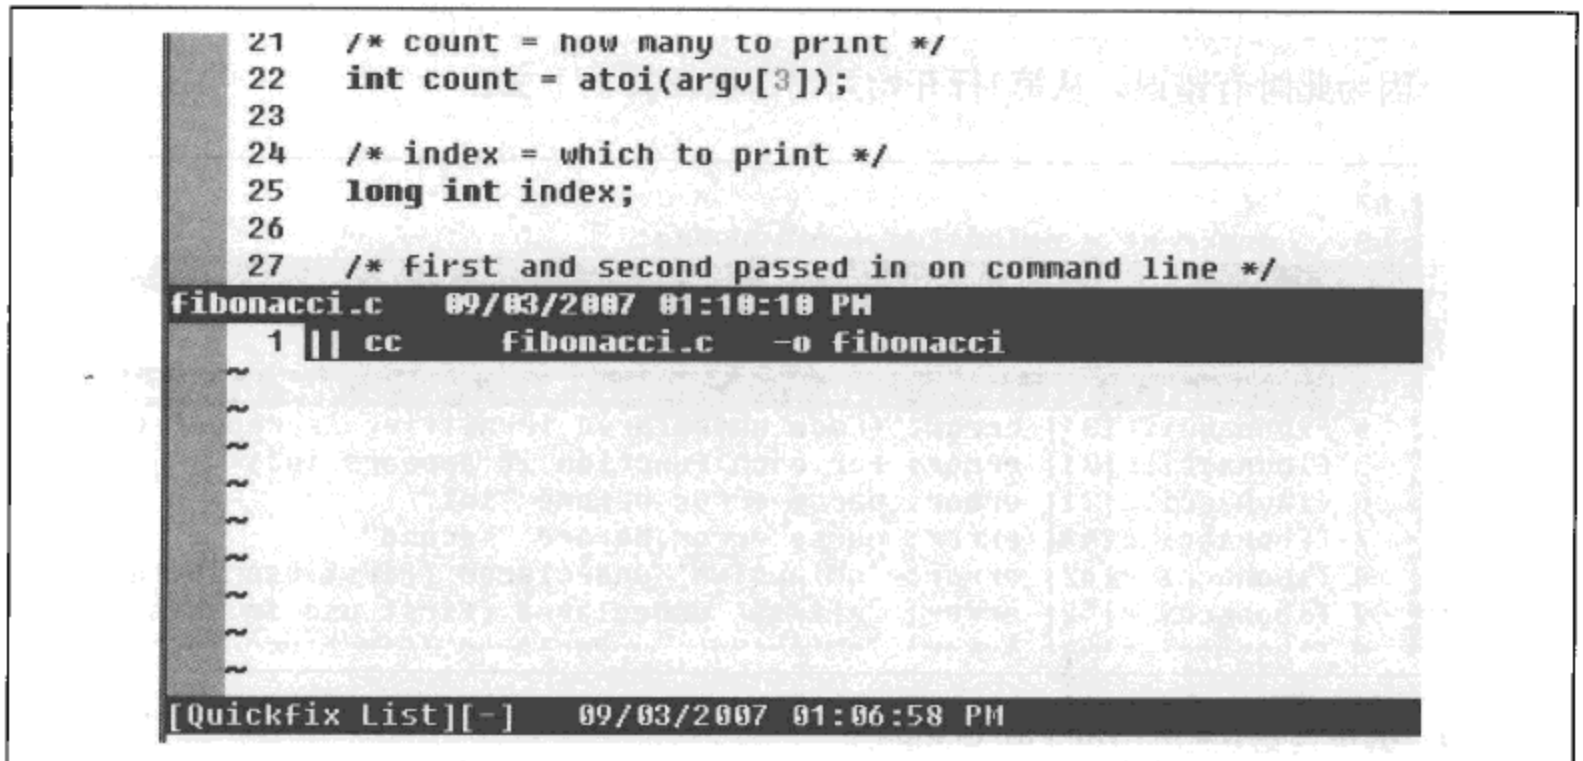 21 /* count = how many to print */
22 int count = atoi(argv[3]);
23
24 /* index = which to print */
25 long int index;
26
27 /* first and second passed in on command line */
fibonacci.c 09/03/2007 01:10:10 PM
1 || cc fibonacci.c -o fibonacci
~
~
~
~
~
~
~
~
~
[Quickfix List][-] 09/03/2007 01:06:58 PM